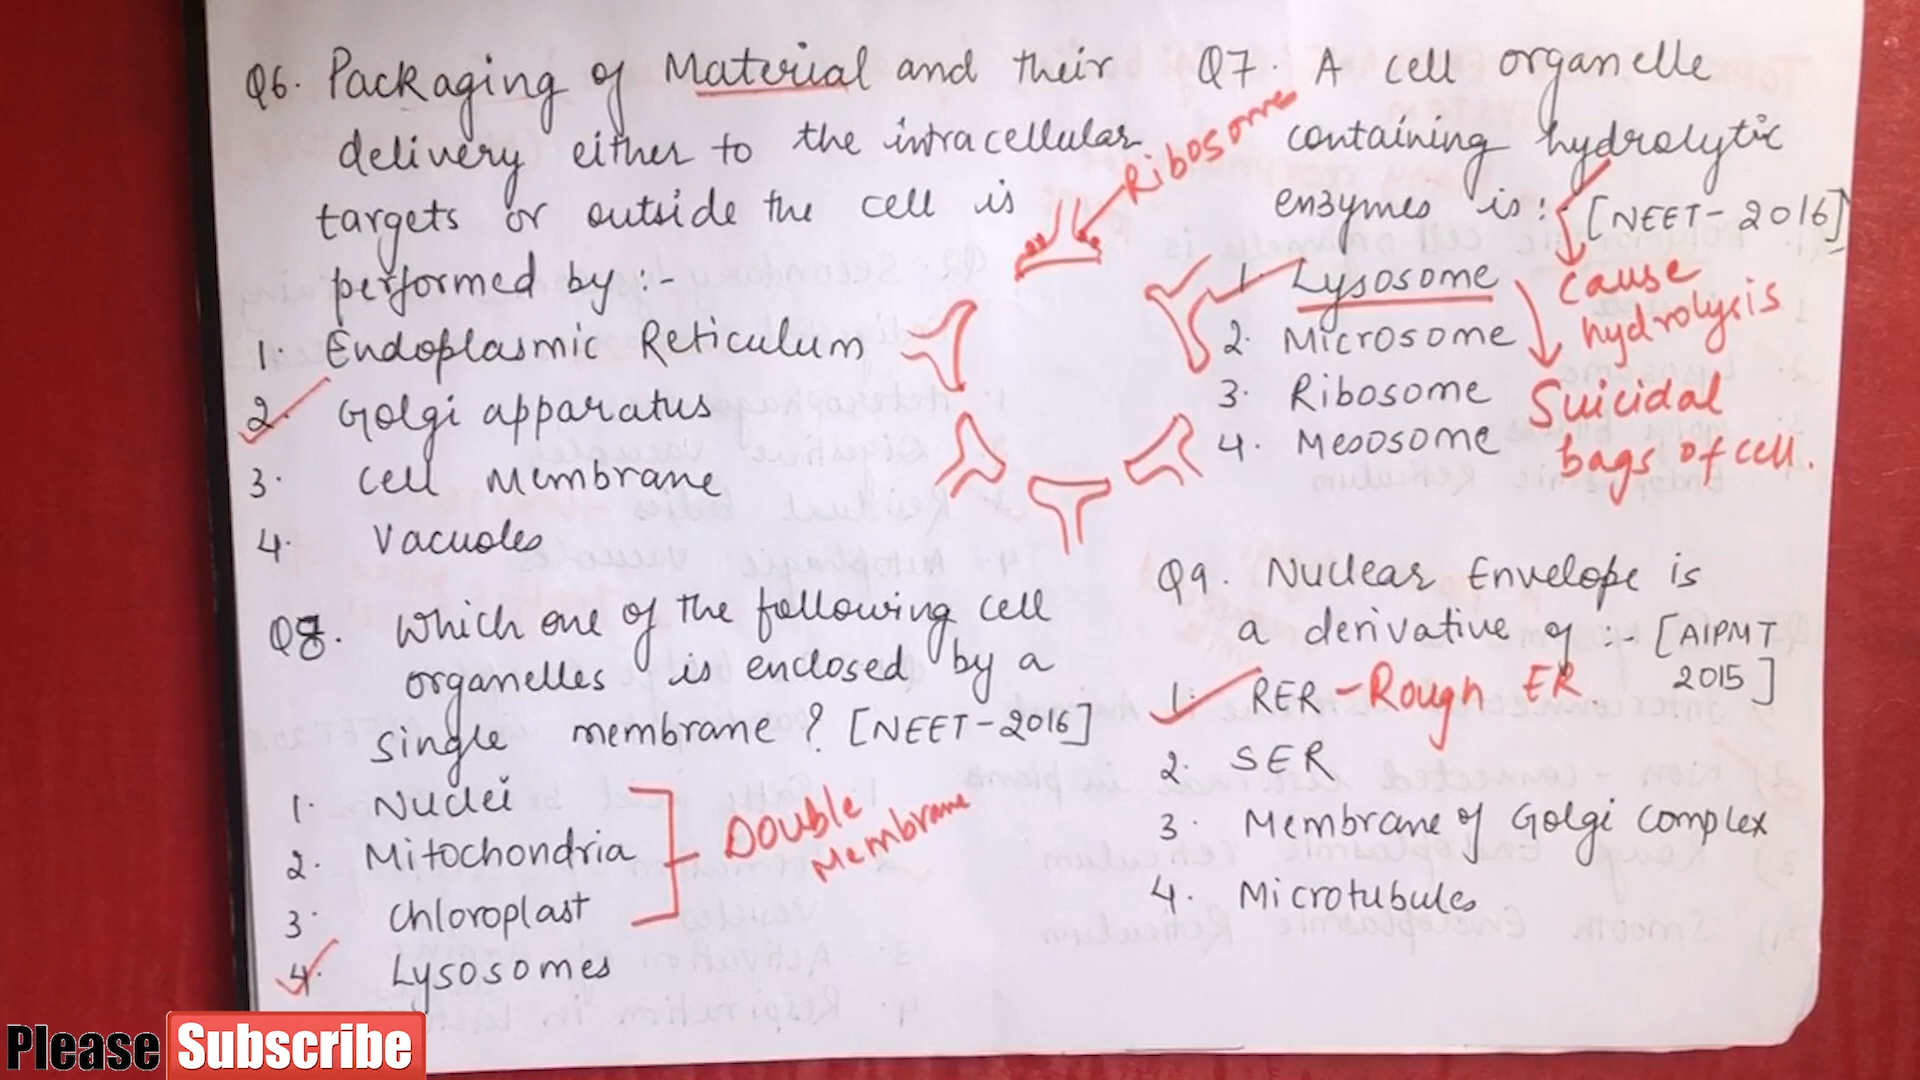 Q6. Packaging of Material and their
delivery either to the intracellular
targets or outside the cell is
performed by:-
1. Endoplasmic Reticulum
2. Golgi apparatus
3. Cell Membrane
4. Vacuoles
Ribosome
Q7. A cell organelle
containing hydrolytic
enzymes is:- [NEET-2016]
1. Lysosome
2. Microsome
3. Ribosome
4. Mesosome
cause
hydrolysis
Suicidal
bags of cell.
Q8. Which one of the following cell
organelles is enclosed by a
single membrane? [NEET-2016]
1. Nuclei
2. Mitochondria
3. Chloroplast
4. Lysosomes
Double
Membrane
Q9. Nuclear Envelope is
a derivative of :- [AIPMT
2015]
1. RER - Rough ER.
2. SER
3. Membrane of Golgi Complex
4. Microtubules
Please Subscribe